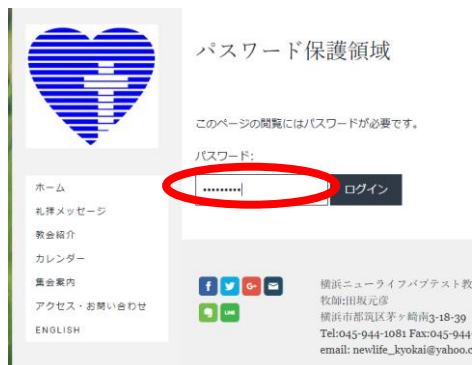 パスワード保護領域
このページの閲覧にはパスワードが必要です。
パスワード:
ログイン
ホーム
礼拝メッセージ
教会紹介
カレンダー
集会案内
アクセス・お問い合わせ
ENGLISH
横浜ニューライフバプテスト教
牧師:田坂元彦
横浜市都筑区茅ヶ崎南3-18-39
Tel:045-944-1081 Fax:045-944-
email: newlife_kyokai@yahoo.c